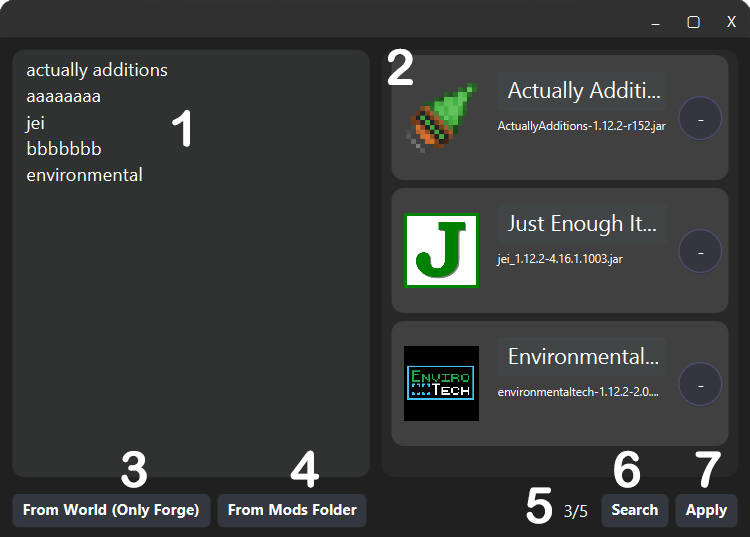 – ▢ X
actually additions
aaaaaaaa
jei
bbbbbbb
environmental
1
2
Actually Additi...
ActuallyAdditions-1.12.2-r152.jar
-
J
Just Enough It...
jei_1.12.2-4.16.1.1003.jar
-
ENVIRO
TECH
Environmental...
environmentaltech-1.12.2-2.0....
-
3
From World (Only Forge)
4
From Mods Folder
5
3/5
6
Search
7
Apply